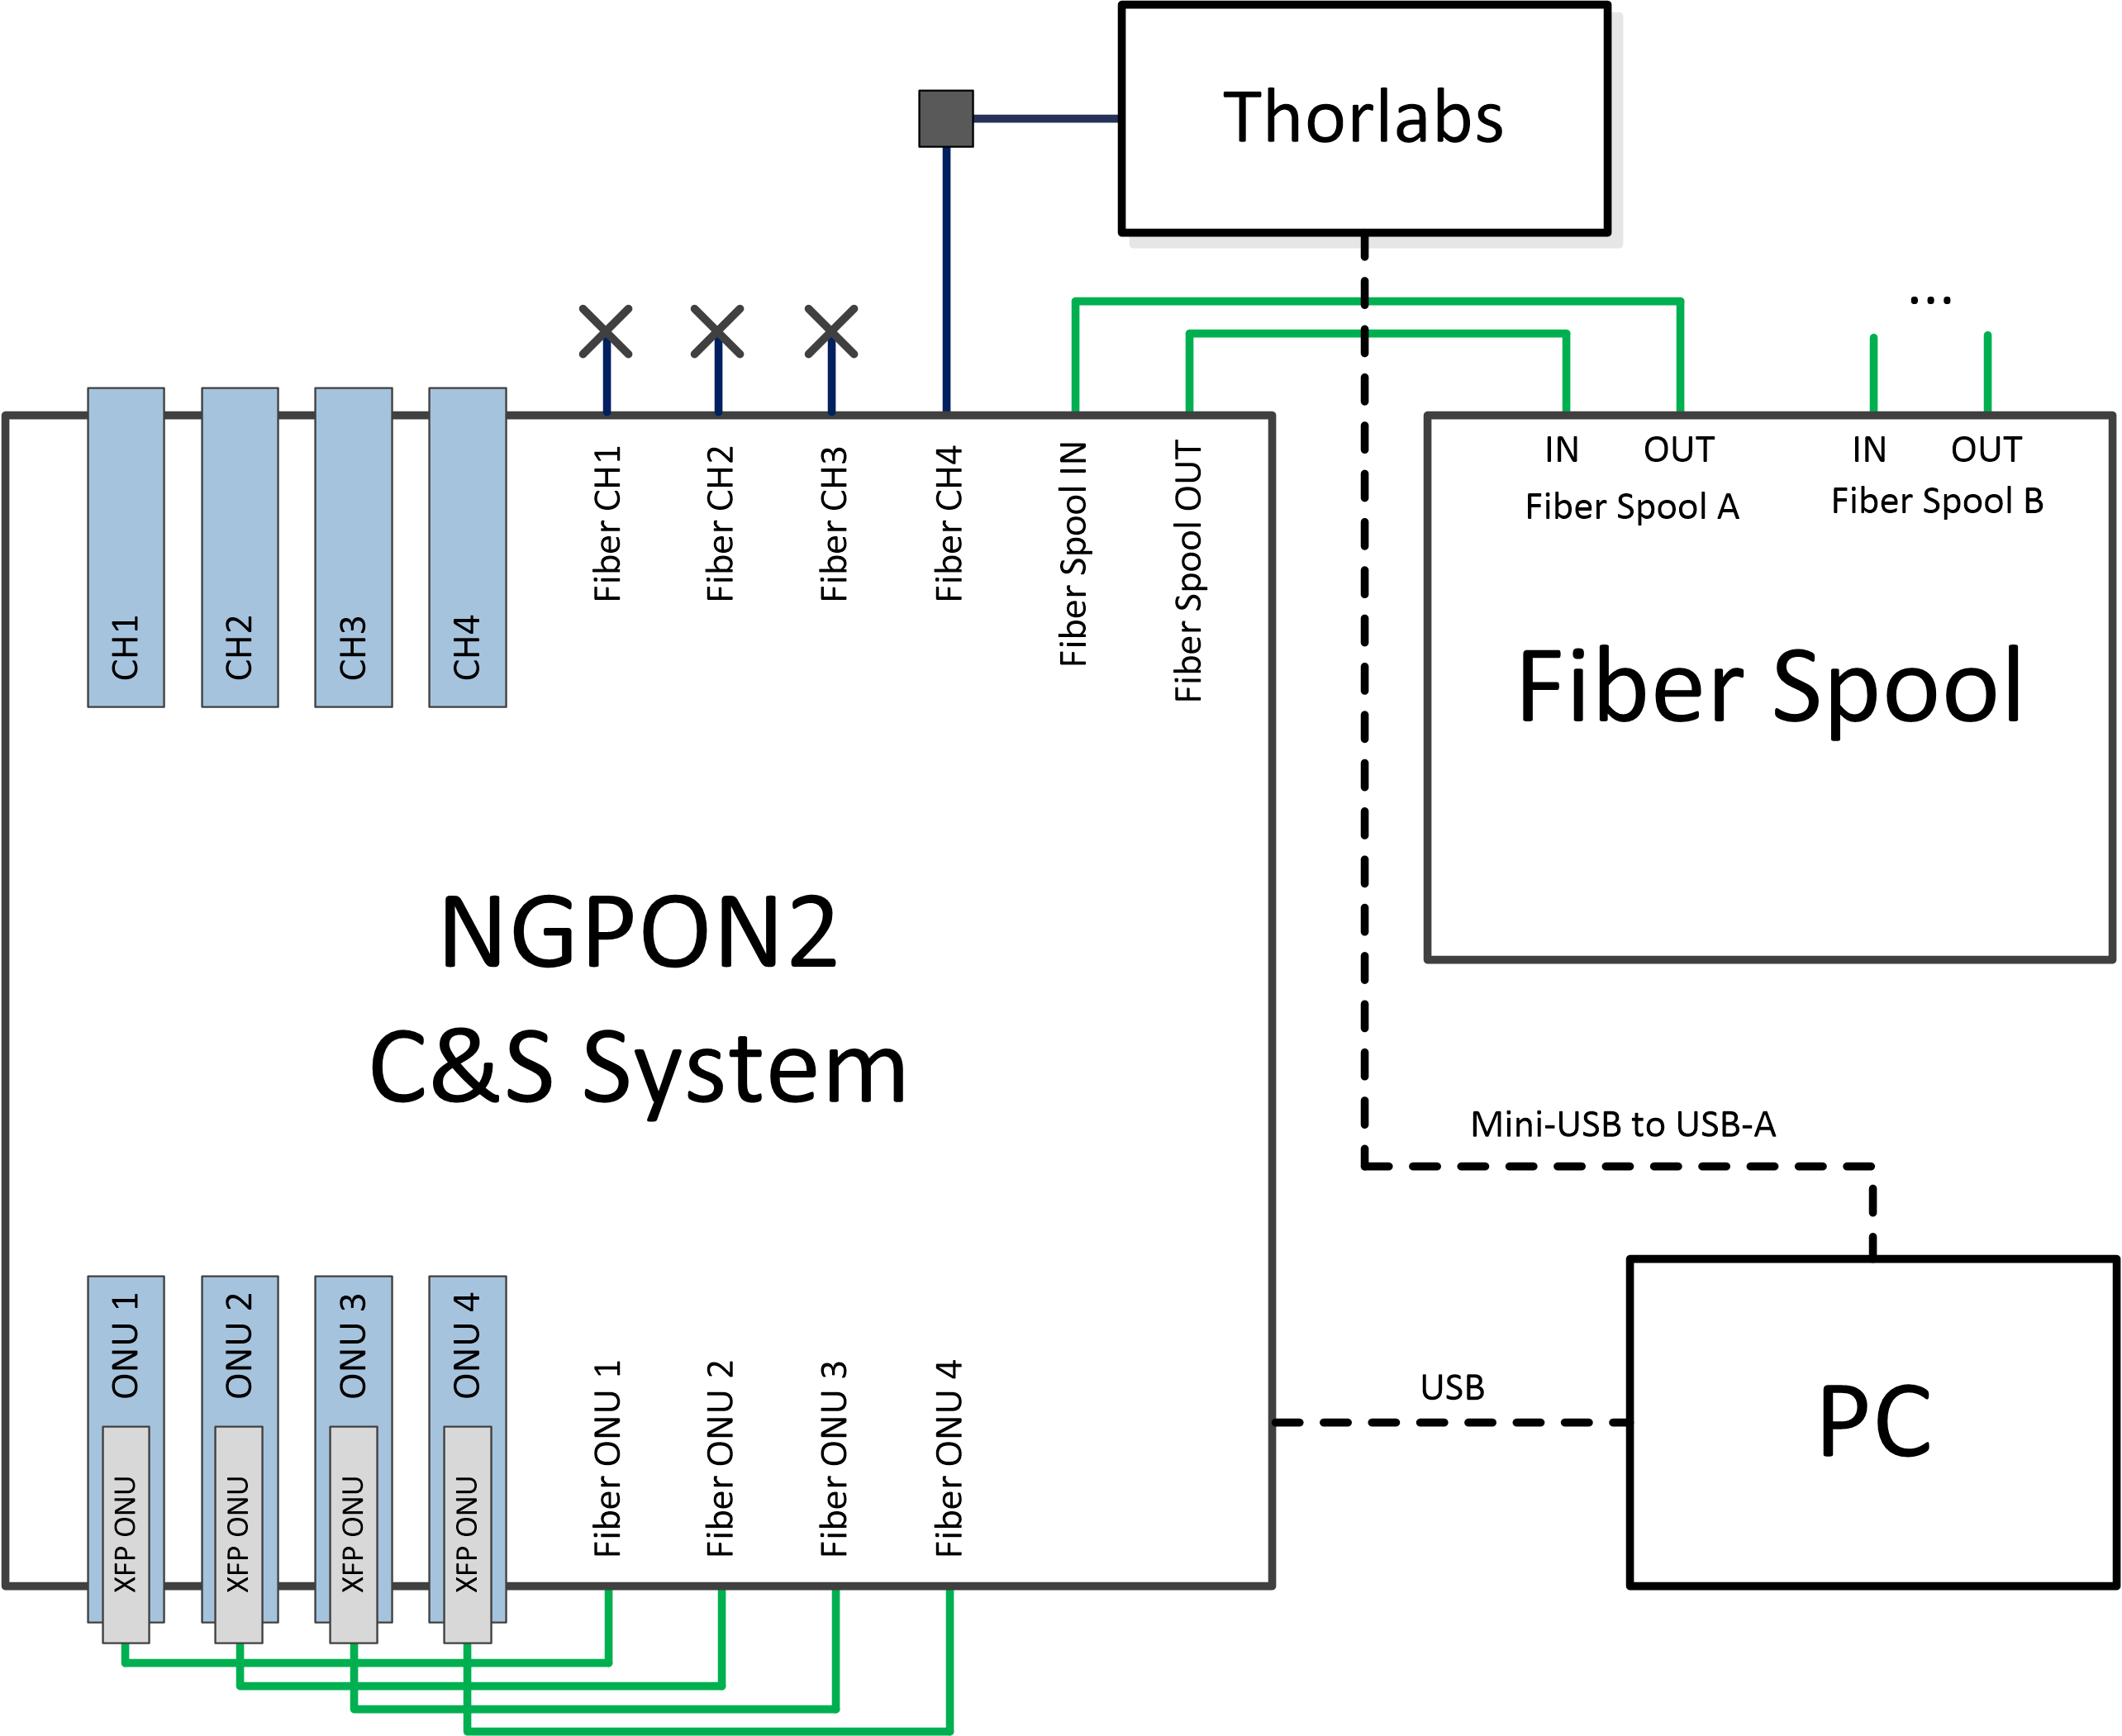 Thorlabs
...
CH1
CH2
CH3
CH4
Fiber CH1
Fiber CH2
Fiber CH3
Fiber CH4
Fiber Spool IN
Fiber Spool OUT
IN
OUT
Fiber Spool A
IN
OUT
Fiber Spool B
Fiber Spool
NGPON2
C&S System
Mini-USB to USB-A
USB
PC
ONU 1
ONU 2
ONU 3
ONU 4
XFP ONU
XFP ONU
XFP ONU
XFP ONU
Fiber ONU 1
Fiber ONU 2
Fiber ONU 3
Fiber ONU 4